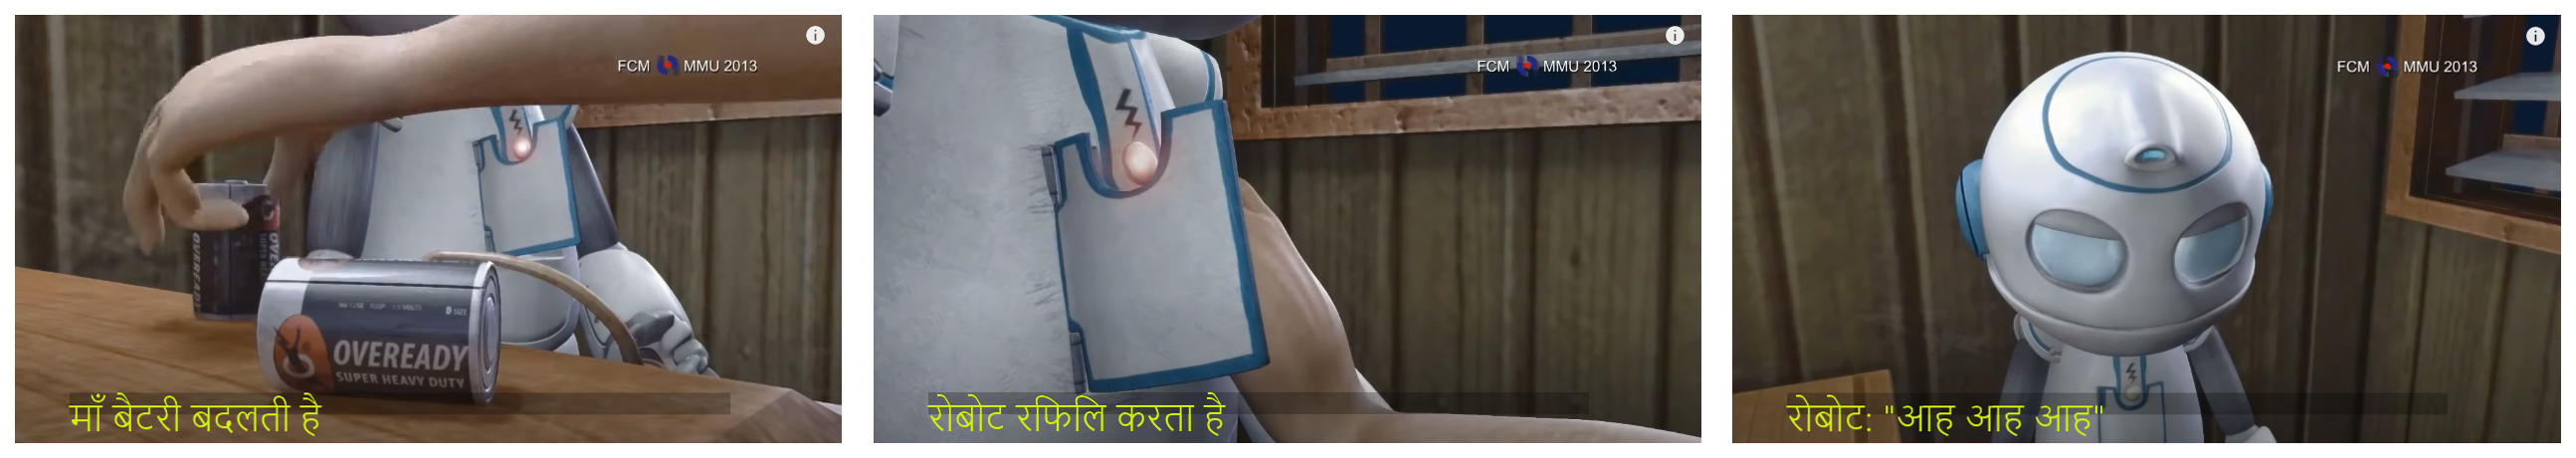 FCM MMU 2013
OVEREADY
OVEREADY
SUPER HEAVY DUTY
D SIZE
माँ बैटरी बदलती है
FCM MMU 2013
रोबोट रफिलि करता है
FCM MMU 2013
रोबोट: "आह आह आह"